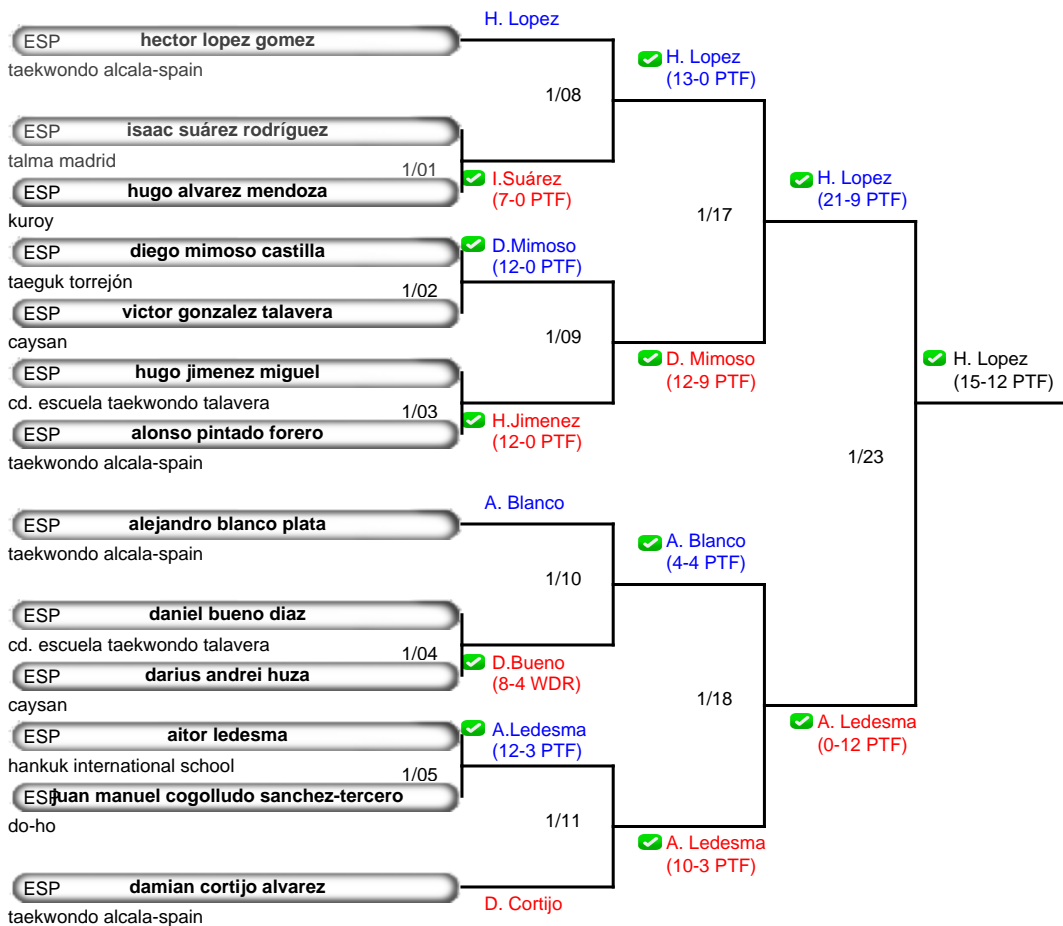 H. Lopez
ESP hector lopez gomez
taekwondo alcala-spain
H. Lopez
(13-0 PTF)
1/08
ESP isaac suárez rodríguez
talma madrid
1/01
ESP hugo alvarez mendoza
kuroy
I.Suárez
(7-0 PTF)
H. Lopez
(21-9 PTF)
1/17
ESP diego mimoso castilla
taeguk torrejón
D.Mimoso
(12-0 PTF)
1/02
ESP victor gonzalez talavera
caysan
1/09
ESP hugo jimenez miguel
cd. escuela taekwondo talavera
D. Mimoso
(12-9 PTF)
1/03
ESP alonso pintado forero
taekwondo alcala-spain
H.Jimenez
(12-0 PTF)
H. Lopez
(15-12 PTF)
1/23
A. Blanco
ESP alejandro blanco plata
taekwondo alcala-spain
A. Blanco
(4-4 PTF)
1/10
ESP daniel bueno diaz
cd. escuela taekwondo talavera
1/04
ESP darius andrei huza
caysan
D.Bueno
(8-4 WDR)
1/18
A. Ledesma
(0-12 PTF)
ESP aitor ledesma
hankuk international school
A.Ledesma
(12-3 PTF)
1/05
ESP juan manuel cogolludo sanchez-tercero
do-ho
1/11
A. Ledesma
(10-3 PTF)
ESP damian cortijo alvarez
taekwondo alcala-spain
D. Cortijo